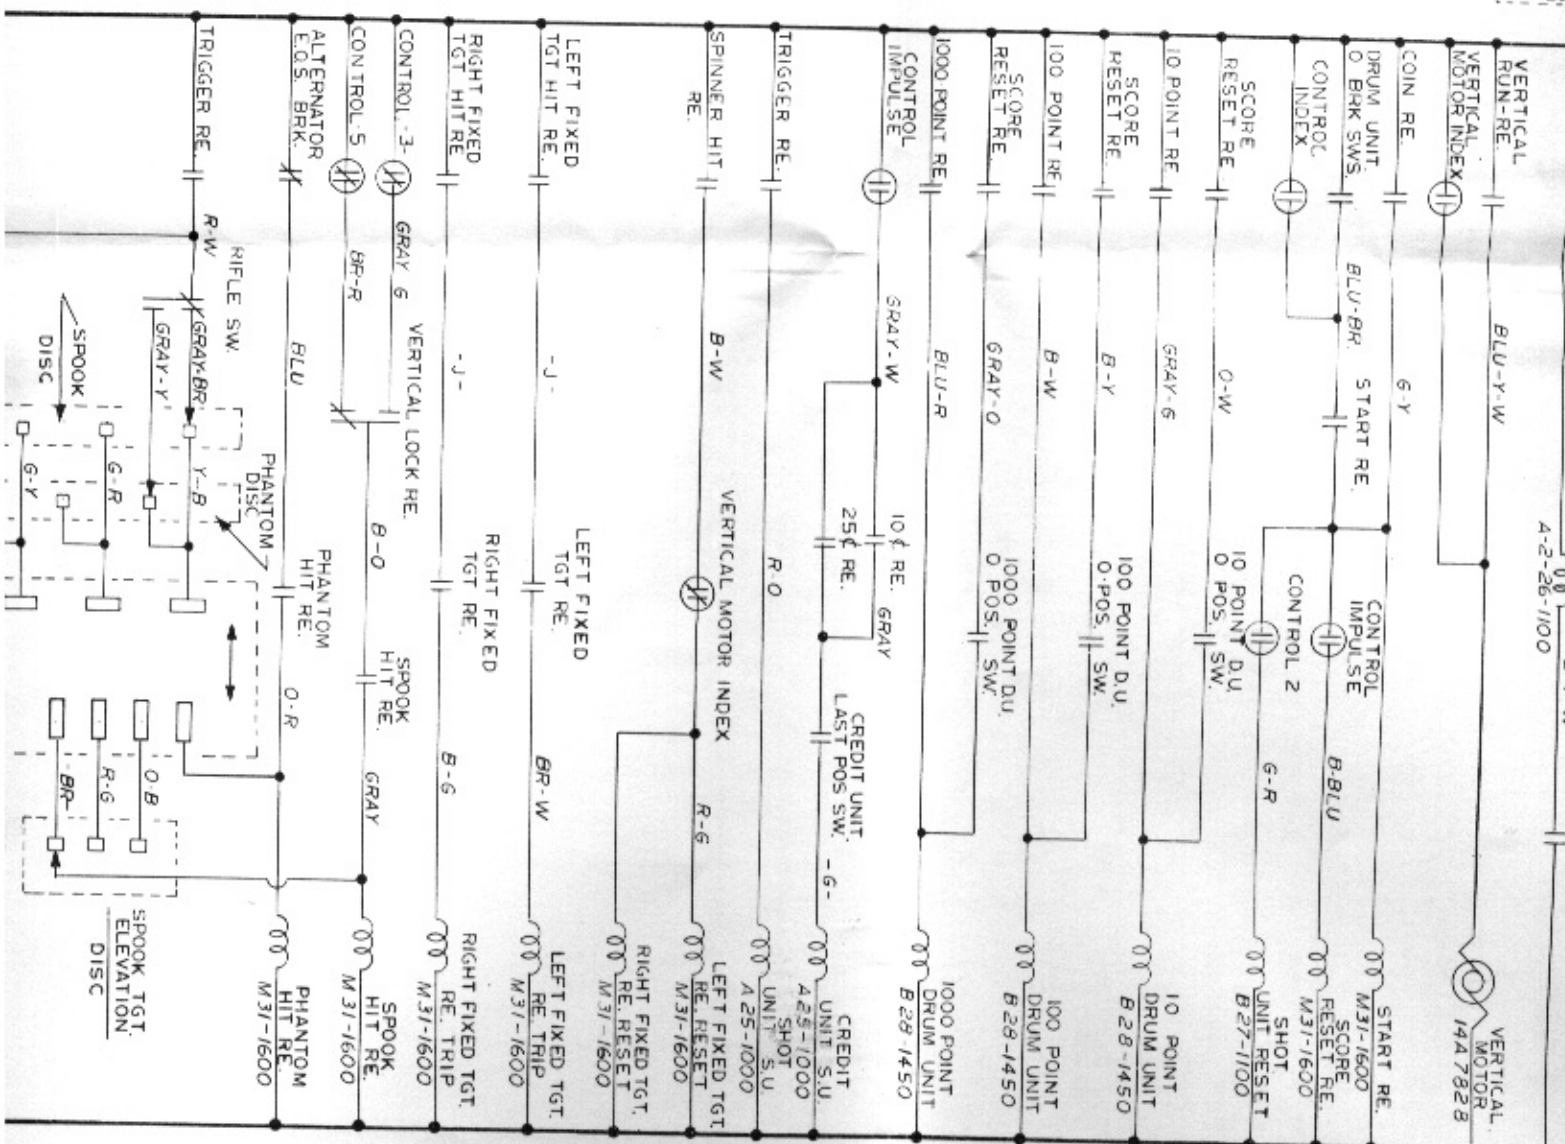 VERTICAL
RUN-RE
BLU-Y-W
VERTICAL
MOTOR INDEX
VERTICAL
MOTOR
14A 7828
A-2-26-1100
COIN RE.
G-Y
START RE.
M31-1600
DRUM UNIT
O BRK SWS.
BLU-BR
START RE.
CONTROL
IMPULSE
B-BLU
SCORE
RESET RE.
M31-1600
CONTROL
INDEX
CONTROL 2
G-R
SHOT
UNIT RESET
B27-1100
SCORE
RESET RE.
O-W
10 POINT D.U.
O POS. SW.
10 POINT RE
GRAY-G
10 POINT
DRUM UNIT
B 28-1450
SCORE
RESET RE.
B-Y
100 POINT D.U
O-POS. SW.
100 POINT RE
B-W
100 POINT
DRUM UNIT
B 28-1450
SCORE
RESET RE.
GRAY-O
1000 POINT D.U.
O POS. SW.
1000 POINT RE.
BLU-R
1000 POINT
DRUM UNIT
B 28-1450
CONTROL
IMPULSE
GRAY-W
10¢ RE.
GRAY
25¢ RE.
CREDIT UNIT
LAST POS SW.
-G-
CREDIT
UNIT S.U.
A25-1000
TRIGGER RE.
R-O
SHOT
UNIT S.U.
A 25-1000
SPINNER HIT
RE.
B-W
VERTICAL MOTOR INDEX
R-G
LEFT FIXED TGT.
RE. RESET
M31-1600
RIGHT FIXED TGT.
RE. RESET
M31-1600
LEFT FIXED
TGT HIT RE.
-J-
LEFT FIXED
TGT RE.
BR-W
LEFT FIXED TGT.
RE TRIP
M31-1600
RIGHT FIXED
TGT HIT RE
-J-
RIGHT FIXED
TGT RE.
B-G
RIGHT FIXED TGT.
RE. TRIP
M31-1600
CONTROL -3-
GRAY G
CONTROL-5
BR-R
VERTICAL LOCK RE.
B-O
SPOOK
HIT RE.
GRAY
SPOOK
HIT RE.
M31-1600
ALTERNATOR
E.O.S. BRK.
BLU
PHANTOM
HIT RE.
O-R
PHANTOM
HIT RE.
M31-1600
TRIGGER RE.
R-W
RIFLE SW.
GRAY-BR
GRAY-Y
SPOOK
DISC
PHANTOM
DISC
Y-B
G-R
G-Y
O-B
R-G
-BR-
SPOOK TGT.
ELEVATION
DISC